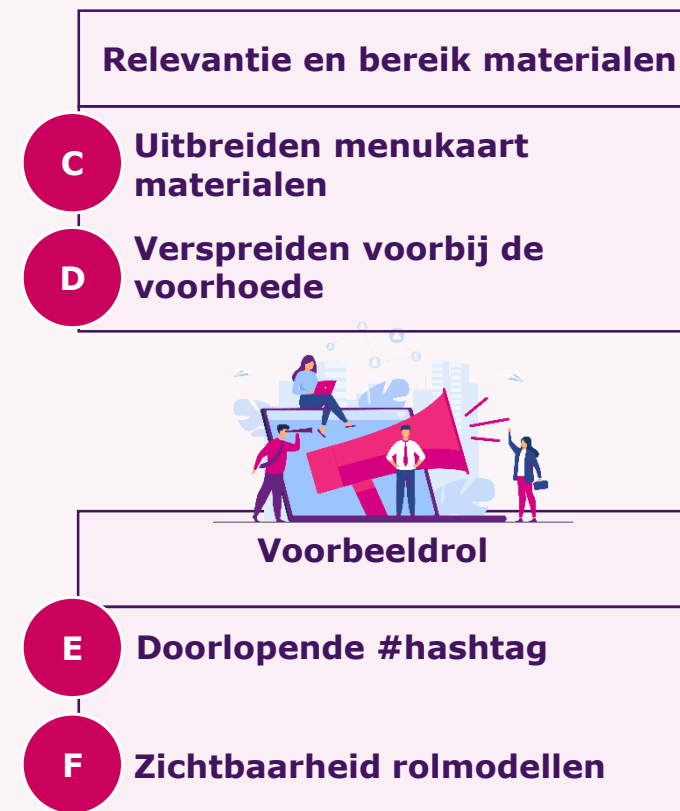 Relevantie en bereik materialen
C
Uitbreiden menukaart
materialen
D
Verspreiden voorbij de
voorhoede
Voorbeeldrol
E
Doorlopende #hashtag
F
Zichtbaarheid rolmodellen